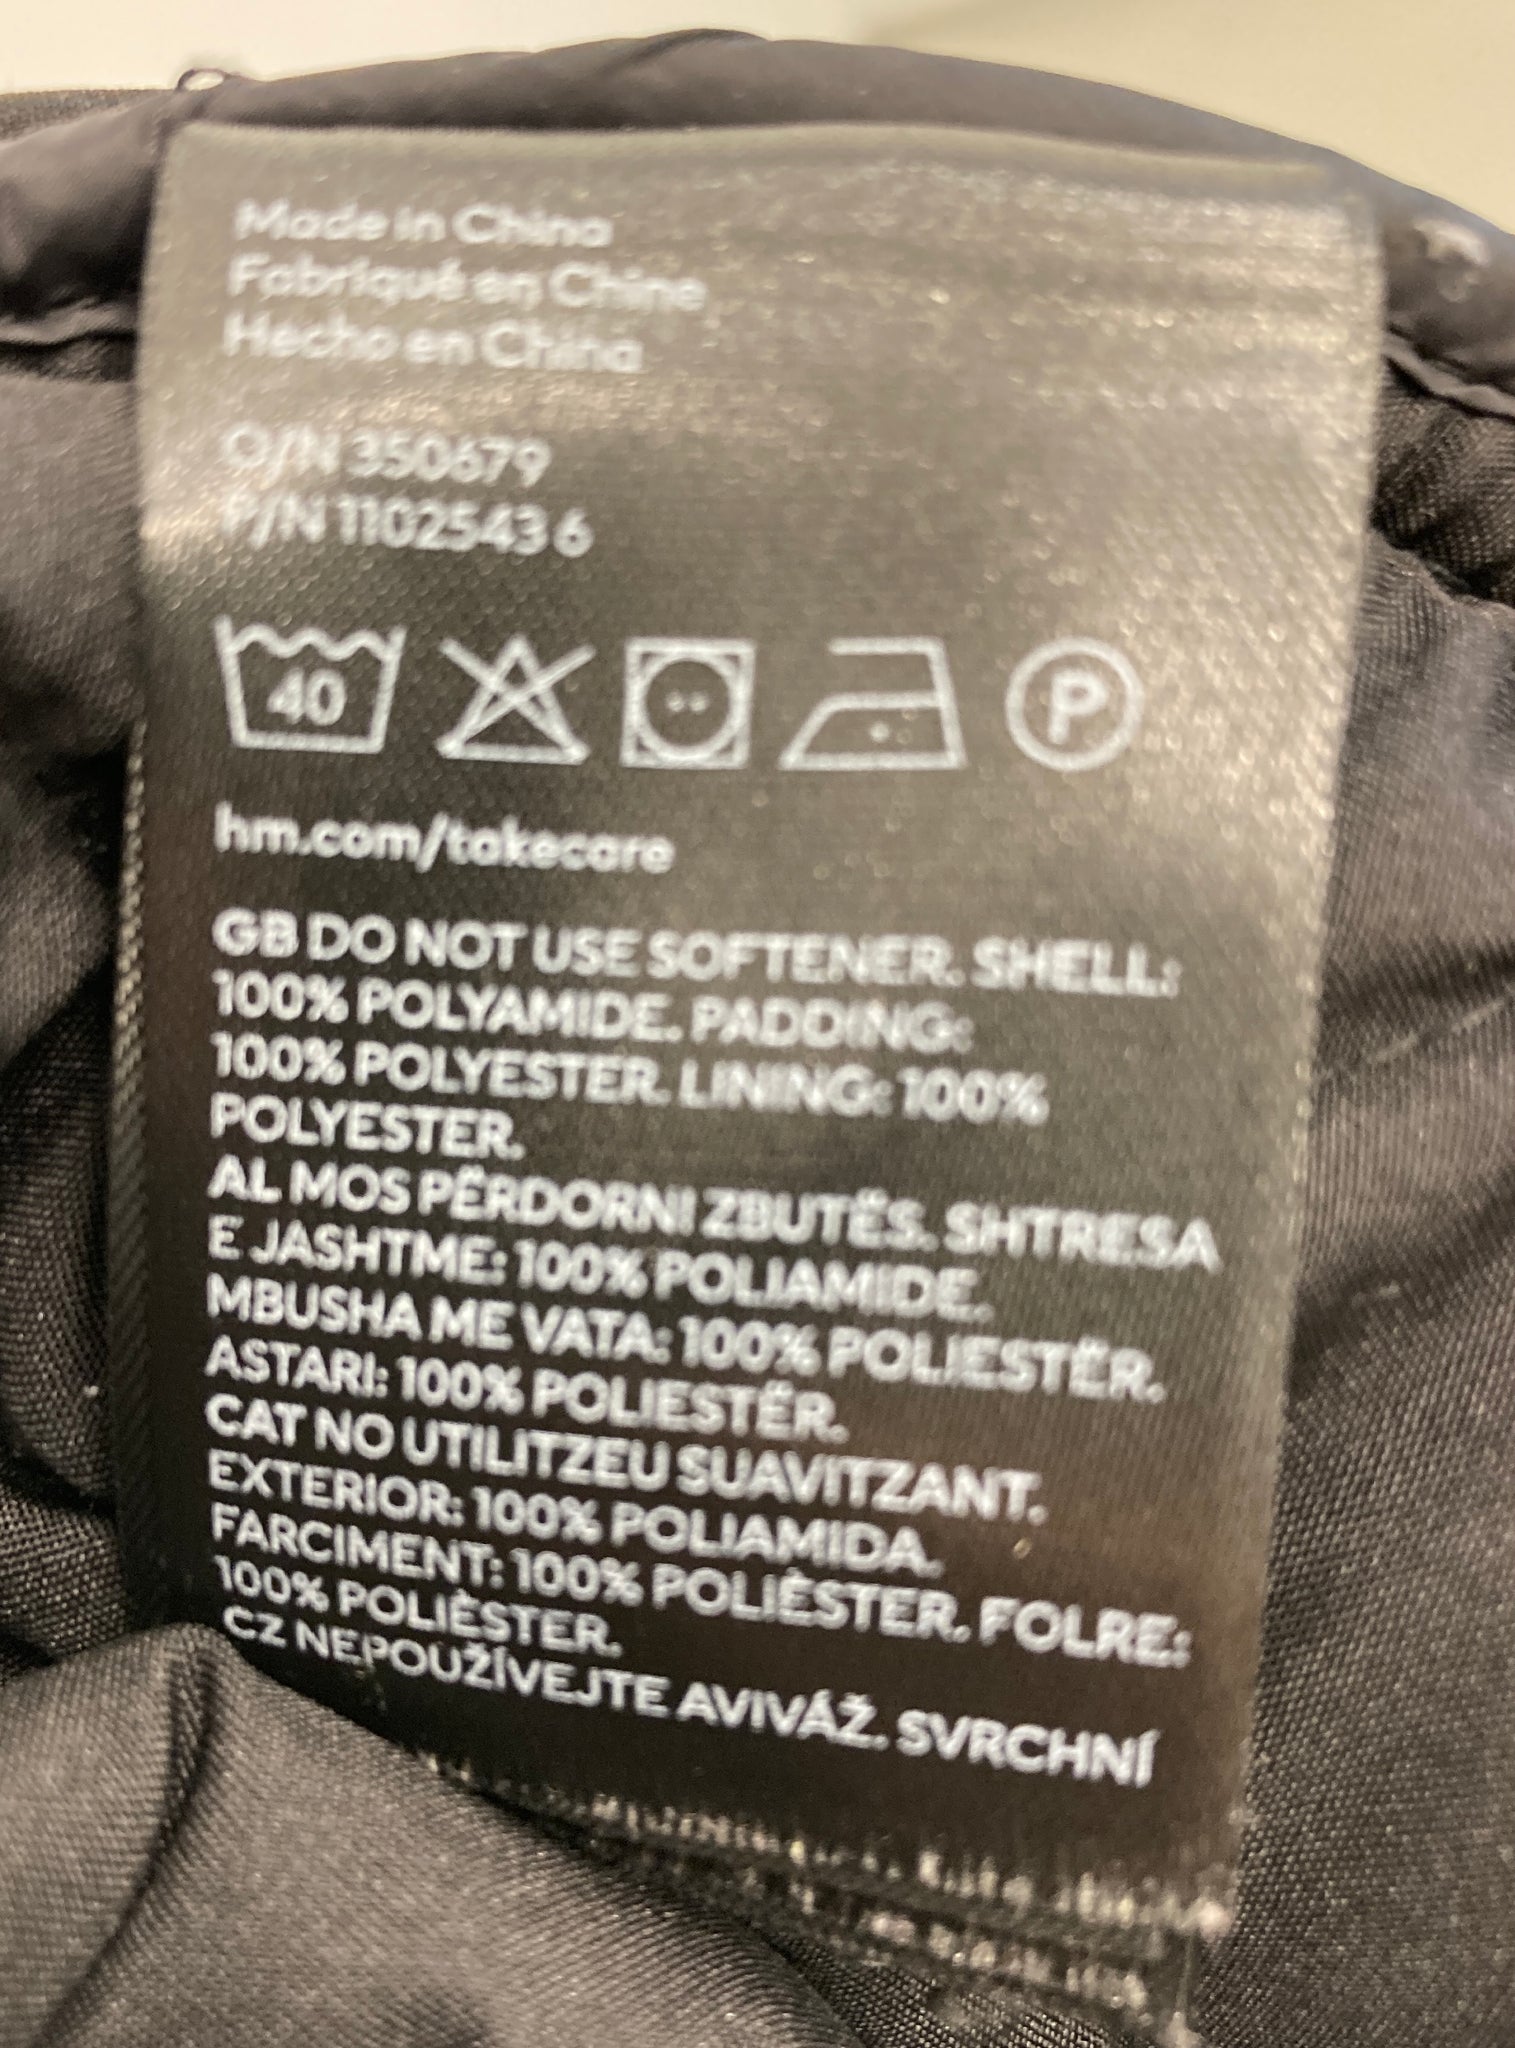 Made in China
Fabriqué en Chine
Hecho en China
O/N 350679
P/N 1102543 6
40
P
hm.com/takecare
GB DO NOT USE SOFTENER. SHELL:
100% POLYAMIDE. PADDING:
100% POLYESTER. LINING: 100%
POLYESTER.
AL MOS PËRDORNI ZBUTËS. SHTRESA
E JASHTME: 100% POLIAMIDE.
MBUSHA ME VATA: 100% POLIESTËR.
ASTARI: 100% POLIESTËR.
CAT NO UTILITZEU SUAVITZANT.
EXTERIOR: 100% POLIAMIDA.
FARCIMENT: 100% POLIÈSTER. FOLRE:
100% POLIÈSTER.
CZ NEPOUŽÍVEJTE AVIVÁŽ. SVRCHNÍ